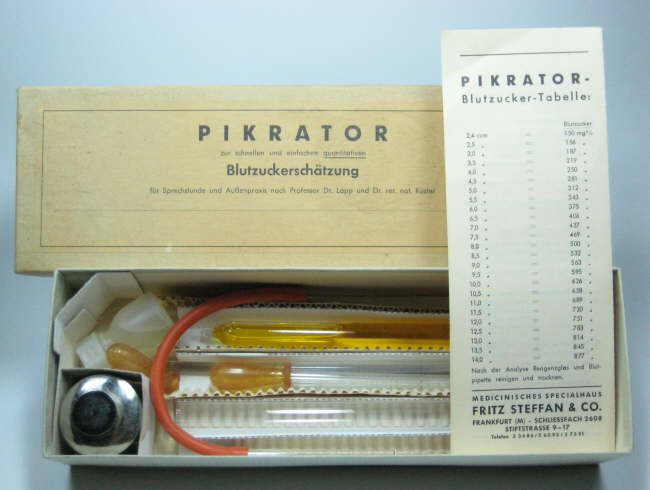 PIKRATOR
zur schnellen und einfachen quantitativen
Blutzuckerschätzung
für Sprechstunde und Außenpraxis nach Professor Dr. Lapp und Dr. rer. nat. Küster
PIKRATOR-
Blutzucker-Tabelle:
Blutzucker
2,4 ccm 150 mg%
2,5 „ 156 „
3,0 „ 187 „
3,5 „ 219 „
4,0 „ 250 „
4,5 „ 281 „
5,0 „ 312 „
5,5 „ 343 „
6,0 „ 375 „
6,5 „ 406 „
7,0 „ 437 „
7,5 „ 469 „
8,0 „ 500 „
8,5 „ 532 „
9,0 „ 563 „
9,5 „ 595 „
10,0 „ 626 „
10,5 „ 658 „
11,0 „ 689 „
11,5 „ 720 „
12,0 „ 751 „
12,5 „ 783 „
13,0 „ 814 „
13,5 „ 845 „
14,0 „ 877 „
Nach der Analyse Reagensglas und Blut-
pipette reinigen und trocknen.
MEDICINISCHES SPECIALHAUS
FRITZ STEFFAN & CO.
FRANKFURT (M) - SCHLIESSFACH 3608
STIFTSTRASSE 9-17
Telefon